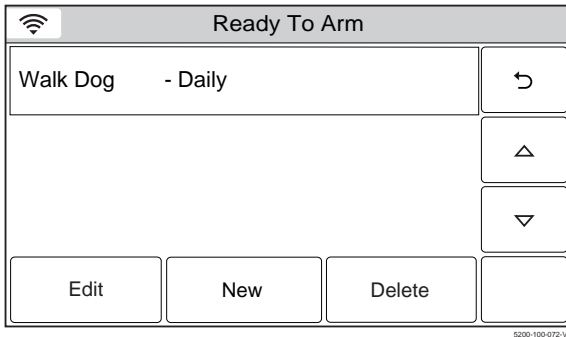 Ready To Arm
Walk Dog - Daily
Edit New Delete
5200-100-072-V